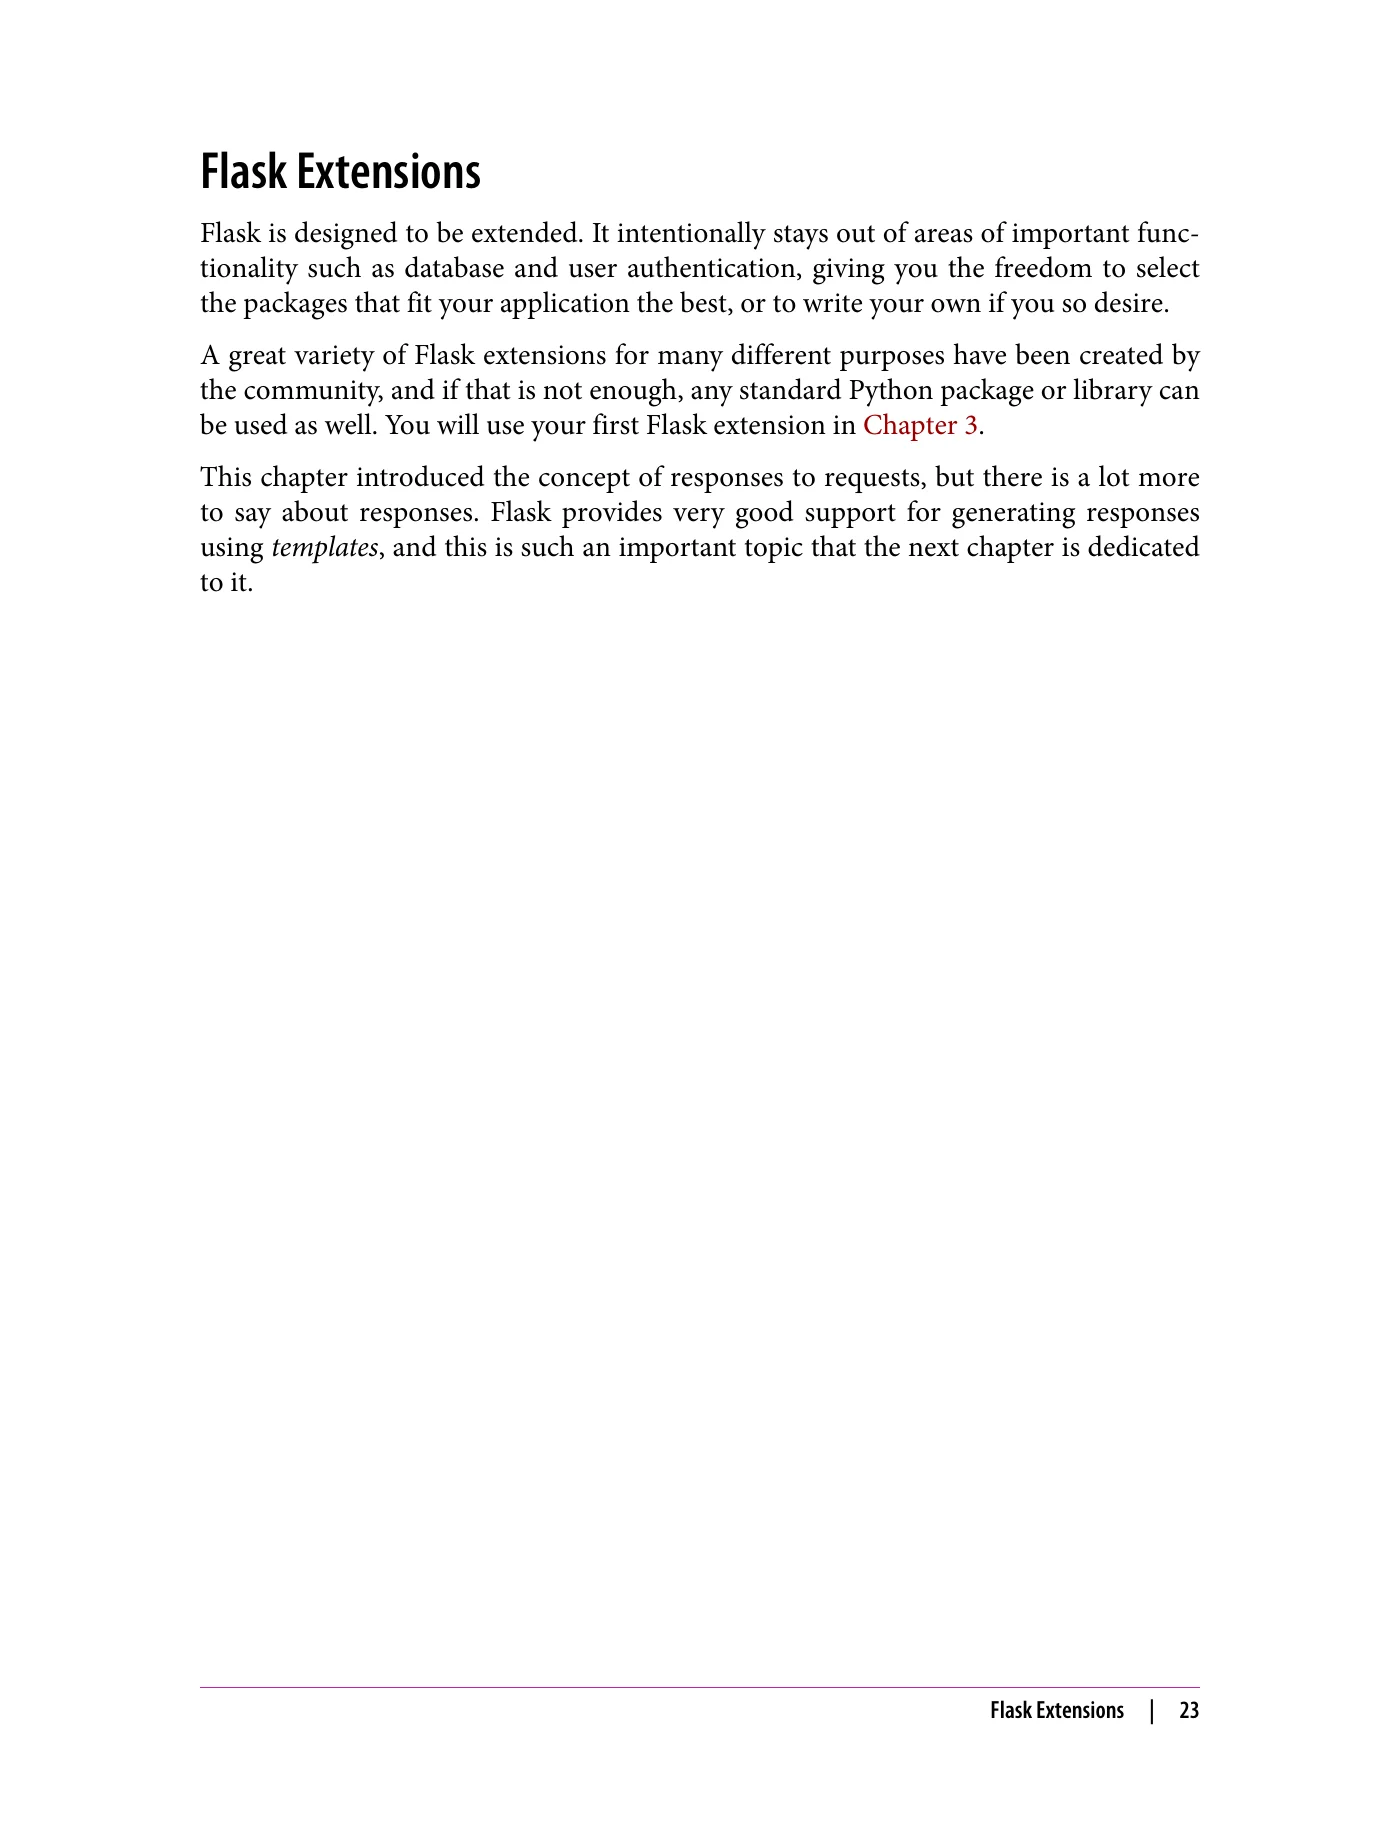 Flask Extensions
Flask is designed to be extended. It intentionally stays out of areas of important func-
tionality such as database and user authentication, giving you the freedom to select
the packages that fit your application the best, or to write your own if you so desire.
A great variety of Flask extensions for many different purposes have been created by
the community, and if that is not enough, any standard Python package or library can
be used as well. You will use your first Flask extension in Chapter 3.
This chapter introduced the concept of responses to requests, but there is a lot more
to say about responses. Flask provides very good support for generating responses
using templates, and this is such an important topic that the next chapter is dedicated
to it.
Flask Extensions | 23